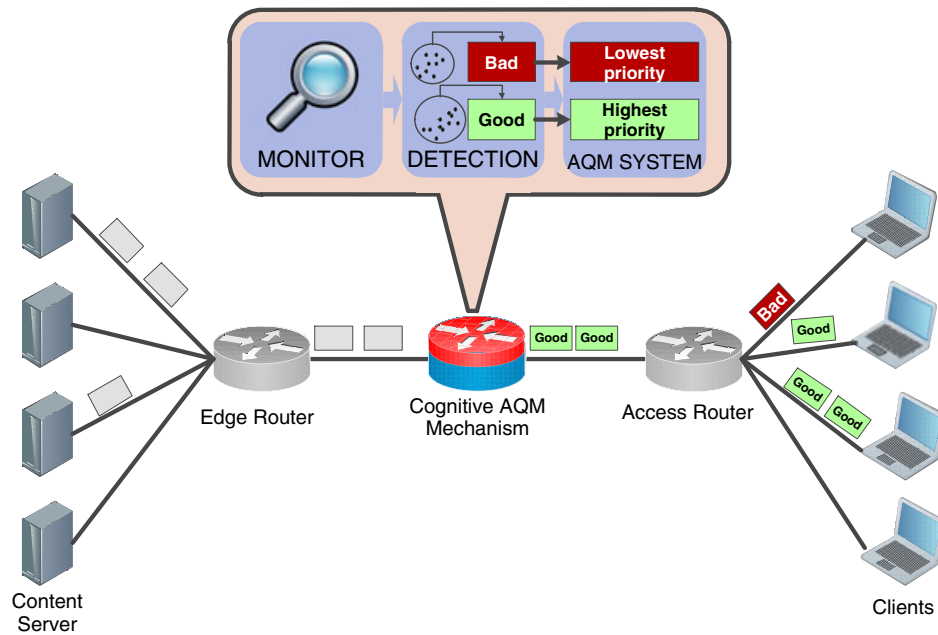 Bad
Lowest
priority
Good
Highest
priority
MONITOR
DETECTION
AQM SYSTEM
Bad
Good
Good
Good
Good
Good
Edge Router
Cognitive AQM
Mechanism
Access Router
Content
Server
Clients